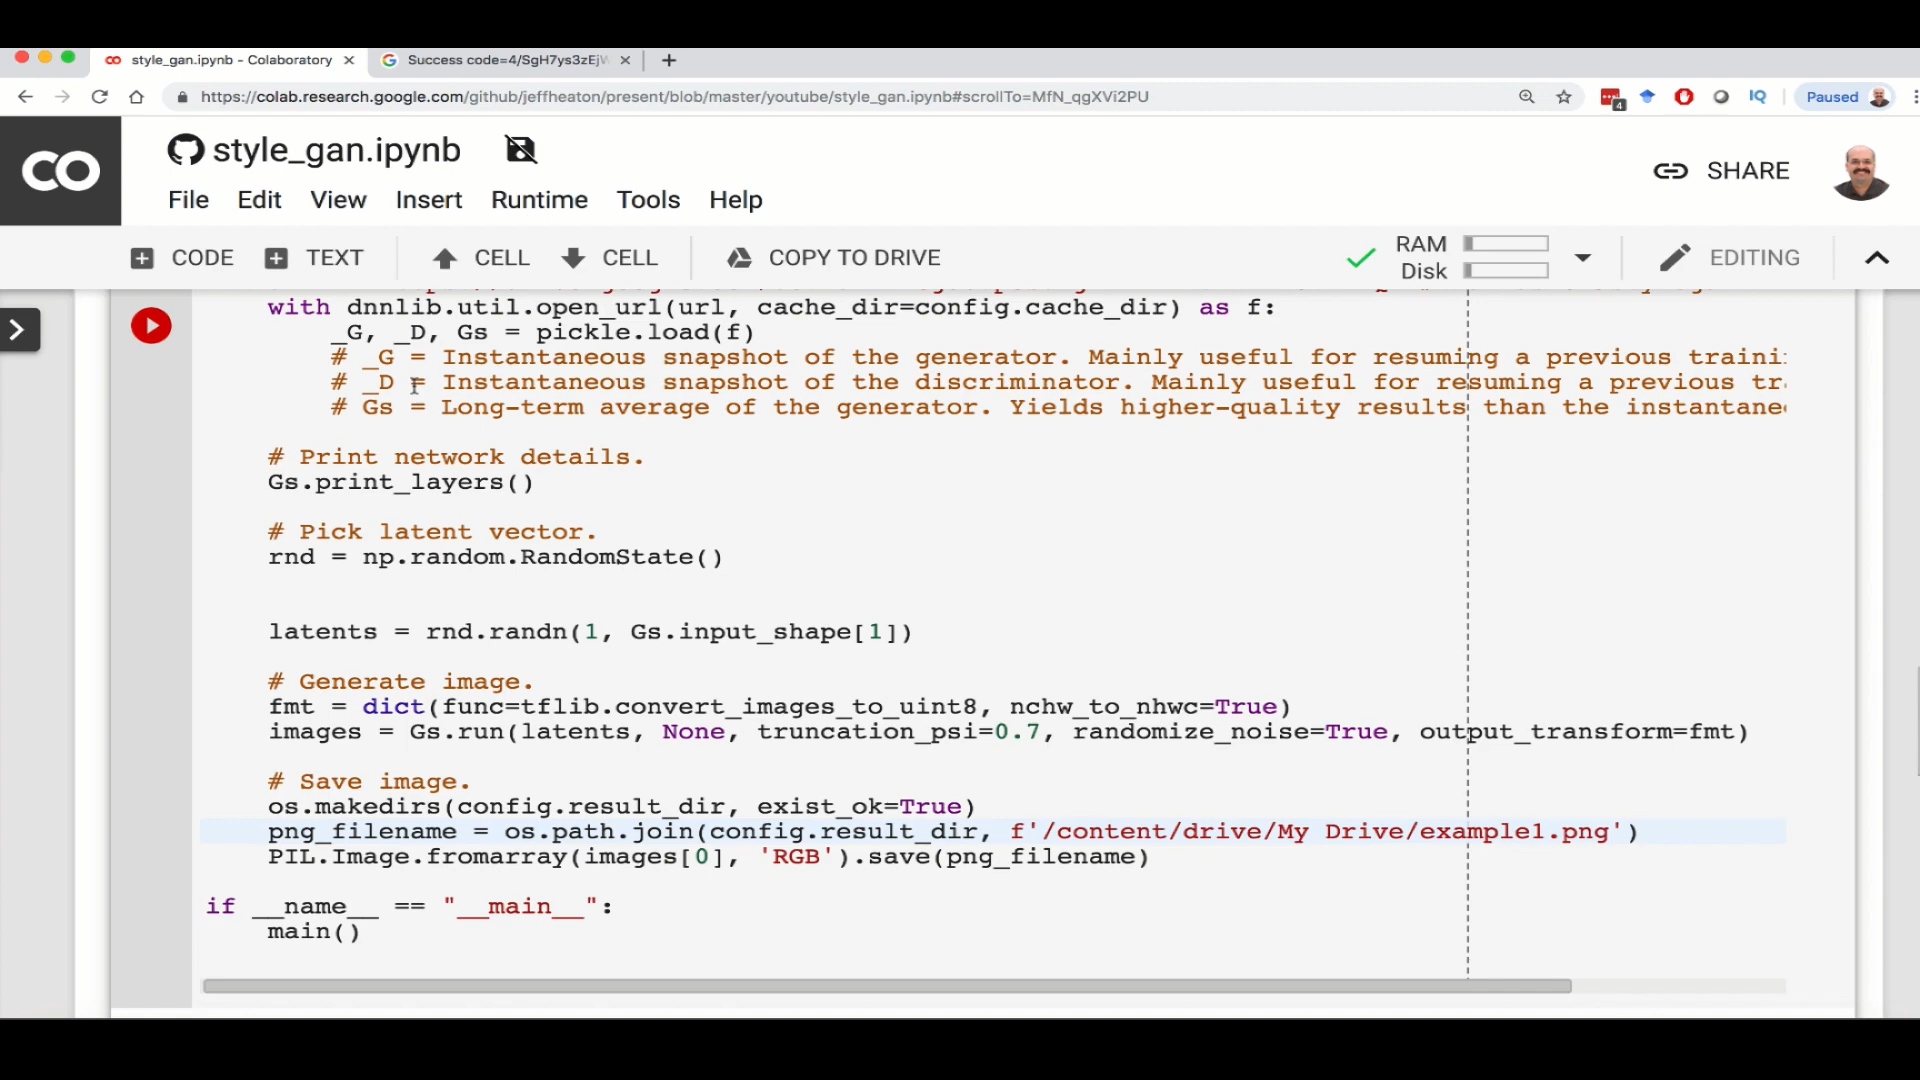 style_gan.ipynb - Colaboratory
Success code=4/SgH7ys3zEj
https://colab.research.google.com/github/jeffheaton/present/blob/master/youtube/style_gan.ipynb#scrollTo=MfN_qgXVi2PU
4
IQ
Paused
CO
style_gan.ipynb
SHARE
File Edit View Insert Runtime Tools Help
CODE TEXT CELL CELL COPY TO DRIVE
RAM
Disk
EDITING
with dnnlib.util.open_url(url, cache_dir=config.cache_dir) as f:
_G, _D, Gs = pickle.load(f)
# _G = Instantaneous snapshot of the generator. Mainly useful for resuming a previous traini
# _D = Instantaneous snapshot of the discriminator. Mainly useful for resuming a previous tr
# Gs = Long-term average of the generator. Yields higher-quality results than the instantane
# Print network details.
Gs.print_layers()
# Pick latent vector.
rnd = np.random.RandomState()
latents = rnd.randn(1, Gs.input_shape[1])
# Generate image.
fmt = dict(func=tflib.convert_images_to_uint8, nchw_to_nhwc=True)
images = Gs.run(latents, None, truncation_psi=0.7, randomize_noise=True, output_transform=fmt)
# Save image.
os.makedirs(config.result_dir, exist_ok=True)
png_filename = os.path.join(config.result_dir, f'/content/drive/My Drive/example1.png')
PIL.Image.fromarray(images[0], 'RGB').save(png_filename)
if __name__ == "__main__":
main()